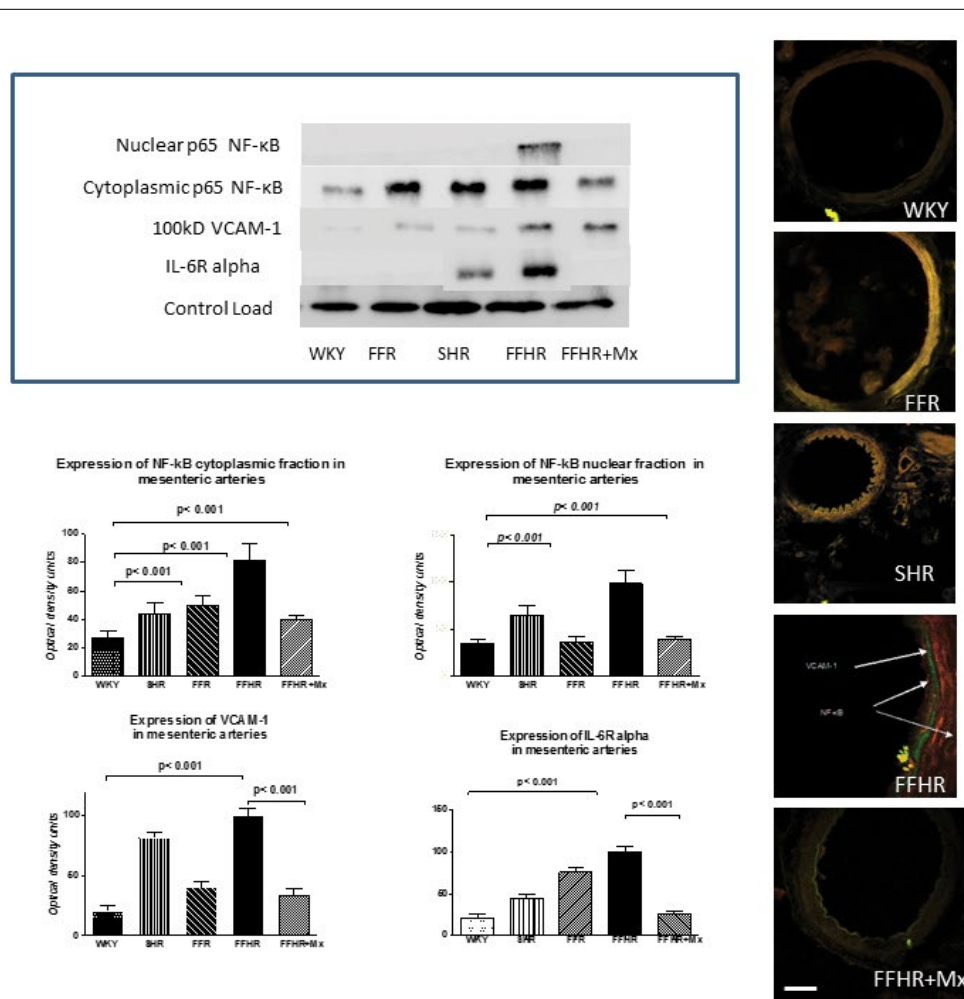 Nuclear p65 NF-κB
Cytoplasmic p65 NF-κB
100kD VCAM-1
IL-6R alpha
Control Load
WKY FFR SHR FFHR FFHR+Mx
Expression of NF-kB cytoplasmic fraction in
mesenteric arteries
p< 0.001
p< 0.001
p< 0.001
Optical density units
100
80
60
40
20
0
WKY SHR FFR FFHR FFHR+Mx
Expression of NF-kB nuclear fraction in
mesenteric arteries
p< 0.001
p< 0.001
Optical density units
WKY SHR FFR FFHR FFHR+Mx
Expression of VCAM-1
in mesenteric arteries
p< 0.001
p< 0.001
Optical density units
100
50
0
WKY SHR FFR FFHR FFHR+Mx
Expression of IL-6R alpha
in mesenteric arteries
p< 0.001
p< 0.001
Optical density units
150
100
50
0
WKY SHR FFR FFHR FFHR+Mx
WKY
FFR
SHR
VCAM-1
NF-κB
FFHR
FFHR+Mx